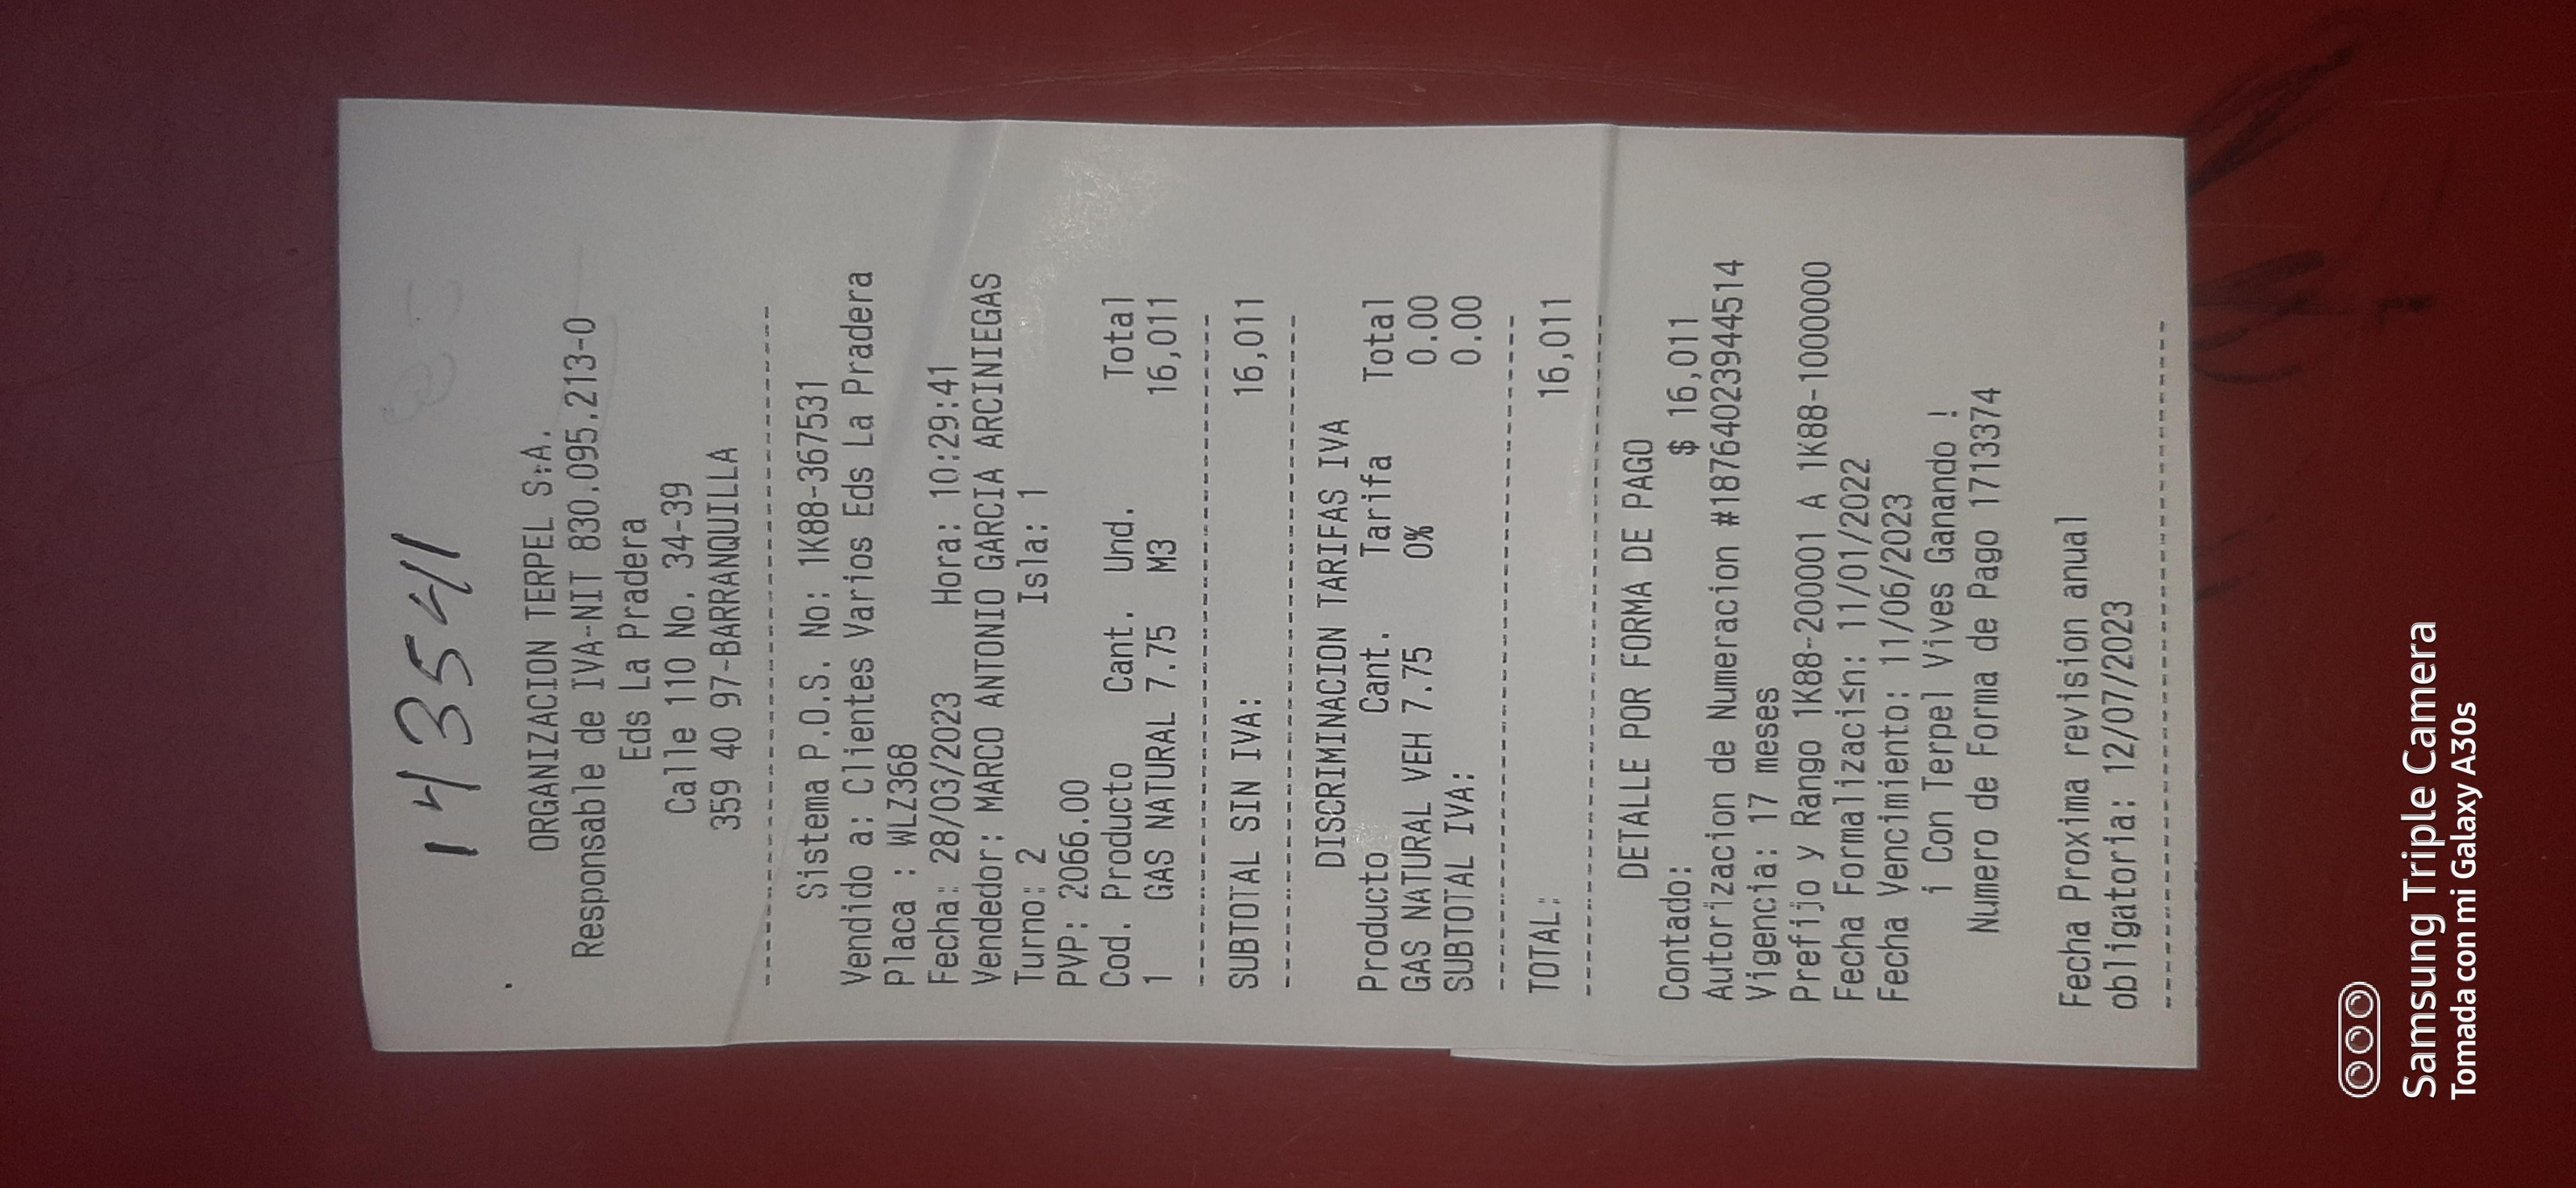 143541
ORGANIZACION TERPEL S:A.
Responsable de IVA-NIT 830.095.213-0
Eds La Pradera
Calle 110 No. 34-39
359 40 97-BARRANQUILLA
--------------------------------
Sistema P.O.S. No: 1K88-367531
Vendido a: Clientes Varios Eds La Pradera
Placa : WLZ368
Fecha: 28/03/2023 Hora: 10:29:41
Vendedor: MARCO ANTONIO GARCIA ARCINIEGAS
Turno: 2 Isla: 1
PVP: 2066.00
Cod. Producto Cant. Und. Total
1 GAS NATURAL 7.75 M3 16,011
--------------------------------
SUBTOTAL SIN IVA: 16,011
--------------------------------
DISCRIMINACION TARIFAS IVA
Producto Cant. Tarifa Total
GAS NATURAL VEH 7.75 0% 0.00
SUBTOTAL IVA: 0.00
--------------------------------
TOTAL: 16,011
--------------------------------
DETALLE POR FORMA DE PAGO
Contado: $ 16,011
Autorizacion de Numeracion #18764023944514
Vigencia: 17 meses
Prefijo y Rango 1K88-200001 A 1K88-1000000
Fecha Formalizaci≤n: 11/01/2022
Fecha Vencimiento: 11/06/2023
¡ Con Terpel Vives Ganando !
Numero de Forma de Pago 1713374
Fecha Proxima revision anual
obligatoria: 12/07/2023
--------------------------------
Samsung Triple Camera
Tomada con mi Galaxy A30s